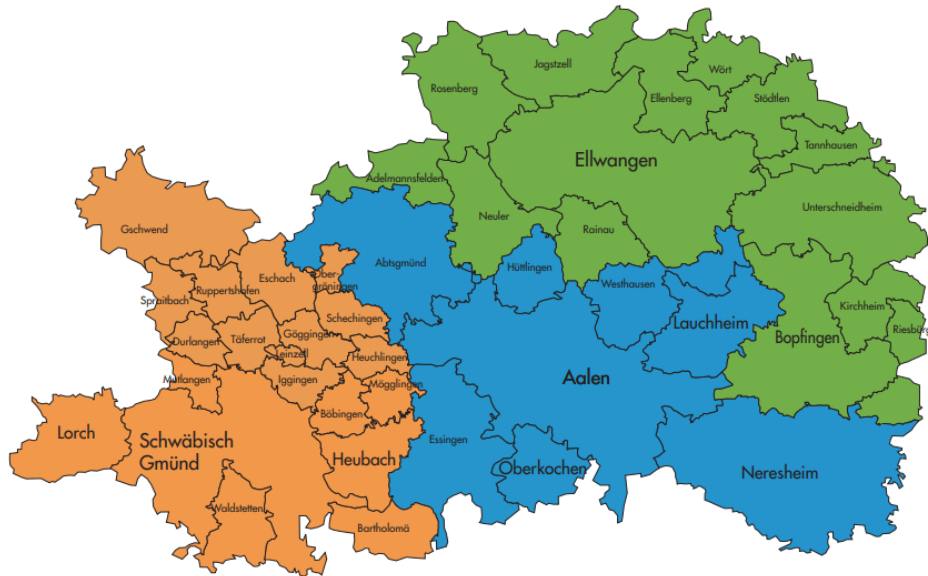 Jagstzell
Wört
Rosenberg
Ellenberg
Stödtlen
Tannhausen
Ellwangen
Adelmannsfelden
Unterschneidheim
Neuler
Rainau
Gschwend
Abtsgmünd
Hüttlingen
Eschach
Ober-
gröningen
Westhausen
Ruppertshofen
Spraitbach
Kirchheim
Schechingen
Lauchheim
Riesbürg
Göggingen
Bopfingen
Durlangen
Täferrot
Leinzell
Heuchlingen
Mutlangen
Iggingen
Mögglingen
Aalen
Böbingen
Lorch
Schwäbisch
Gmünd
Essingen
Heubach
Oberkochen
Neresheim
Waldstetten
Bartholomä